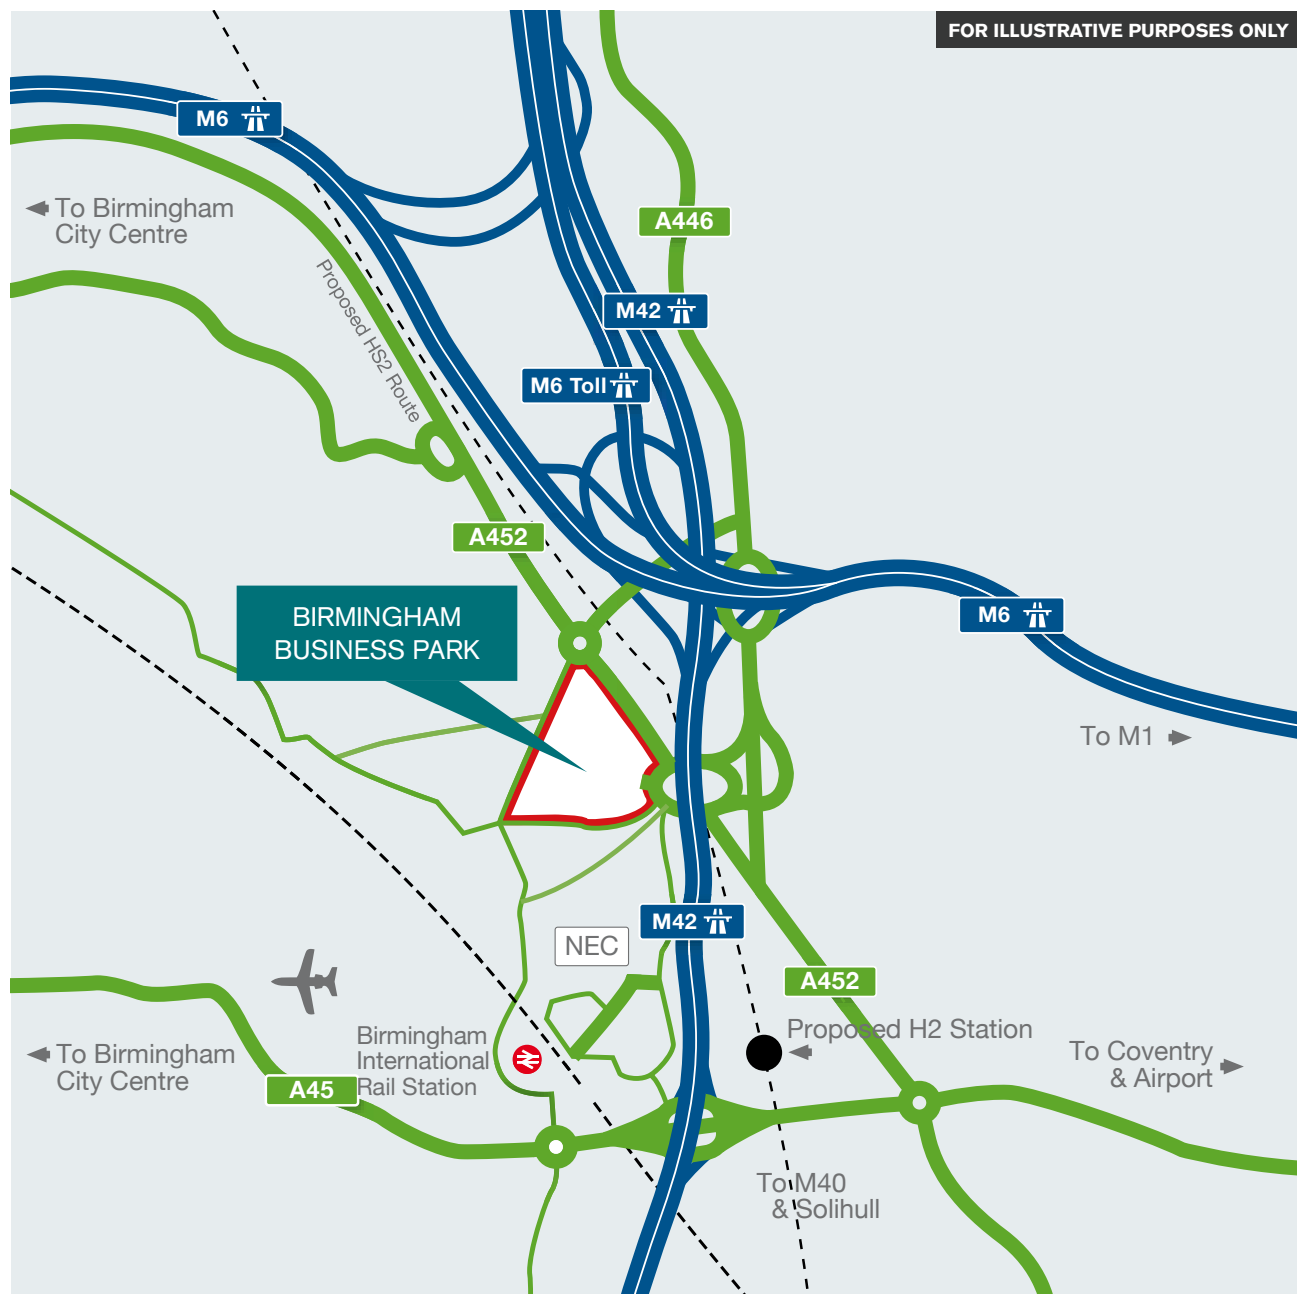 FOR ILLUSTRATIVE PURPOSES ONLY
M6
To Birmingham
City Centre
A446
M42
Proposed HS2 Route
M6 Toll
A452
BIRMINGHAM
BUSINESS PARK
M6
To M1
M42
NEC
A452
Proposed H2 Station
Birmingham
International
Rail Station
To Birmingham
City Centre
To Coventry
& Airport
A45
To M40
& Solihull